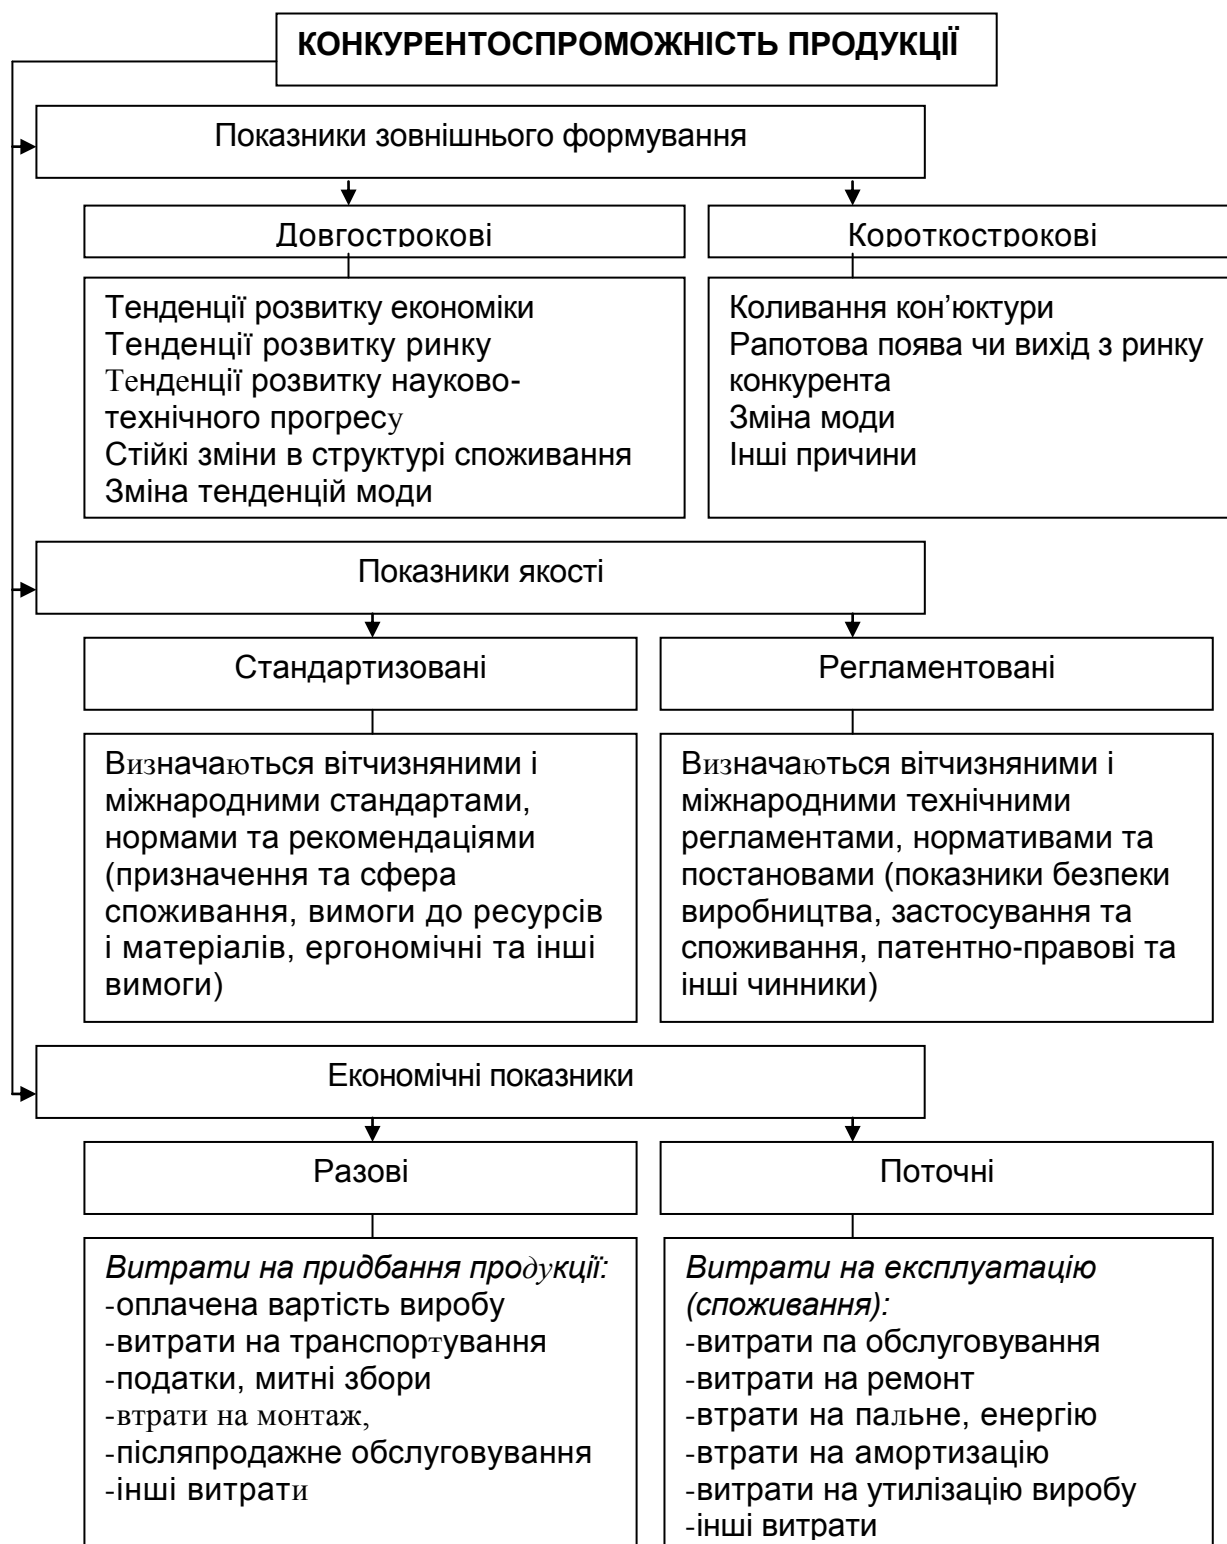 КОНКУРЕНТОСПРОМОЖНІСТЬ ПРОДУКЦІЇ
Показники зовнішнього формування
Довгострокові
Тенденції розвитку економіки
Тенденції розвитку ринку
Тенденції розвитку науково-
технічного прогресу
Стійкі зміни в структурі споживання
Зміна тенденцій моди
Короткострокові
Коливання кон’юктури
Рапотова поява чи вихід з ринку
конкурента
Зміна моди
Інші причини
Показники якості
Стандартизовані
Визначаються вітчизняними і
міжнародними стандартами,
нормами та рекомендаціями
(призначення та сфера
споживання, вимоги до ресурсів
і матеріалів, ергономічні та інші
вимоги)
Регламентовані
Визначаються вітчизняними і
міжнародними технічними
регламентами, нормативами та
постановами (показники безпеки
виробництва, застосування та
споживання, патентно-правові та
інші чинники)
Економічні показники
Разові
Витрати на придбання продукції:
-оплачена вартість виробу
-витрати на транспортування
-податки, митні збори
-втрати на монтаж,
-післяпродажне обслуговування
-інші витрати
Поточні
Витрати на експлуатацію
(споживання):
-витрати па обслуговування
-витрати на ремонт
-втрати на пальне, енергію
-втрати на амортизацію
-витрати на утилізацію виробу
-інші витрати